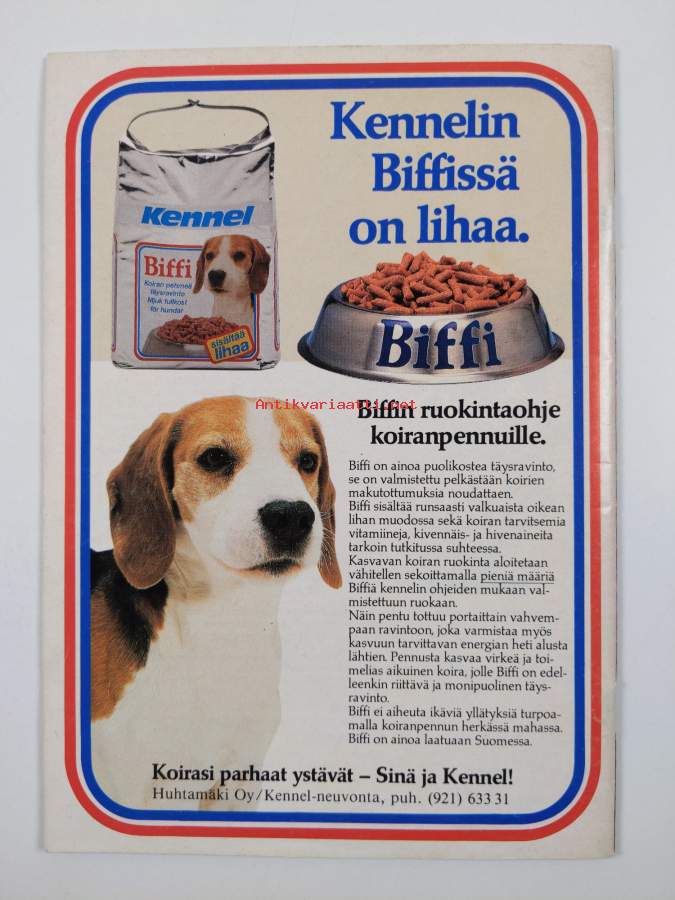 Kennelin
Biffissä
on lihaa.
Kennel
Biffi
Koiran pehmeä
täysravinto
Mjuk fullkost
för hundar
sisältää
lihaa
Biffi
Antikvariaatti.net
Biffin ruokintaohje
koiranpennuille.
Biffi on ainoa puolikostea täysravinto,
se on valmistettu pelkästään koirien
makutottumuksia noudattaen.
Biffi sisältää runsaasti valkuaista oikean
lihan muodossa sekä koiran tarvitsemia
vitamiineja, kivennäis- ja hivenaineita
tarkoin tutkitussa suhteessa.
Kasvavan koiran ruokinta aloitetaan
vähitellen sekoittamalla pieniä määriä
Biffiä kennelin ohjeiden mukaan val-
mistettuun ruokaan.
Näin pentu tottuu portaittain vahvem-
paan ravintoon, joka varmistaa myös
kasvuun tarvittavan energian heti alusta
lähtien. Pennusta kasvaa virkeä ja toi-
melias aikuinen koira, jolle Biffi on edel-
leenkin riittävä ja monipuolinen täys-
ravinto.
Biffi ei aiheuta ikäviä yllätyksiä turpoa-
malla koiranpennun herkässä mahassa.
Biffi on ainoa laatuaan Suomessa.
Koirasi parhaat ystävät – Sinä ja Kennel!
Huhtamäki Oy/Kennel-neuvonta, puh. (921) 633 31